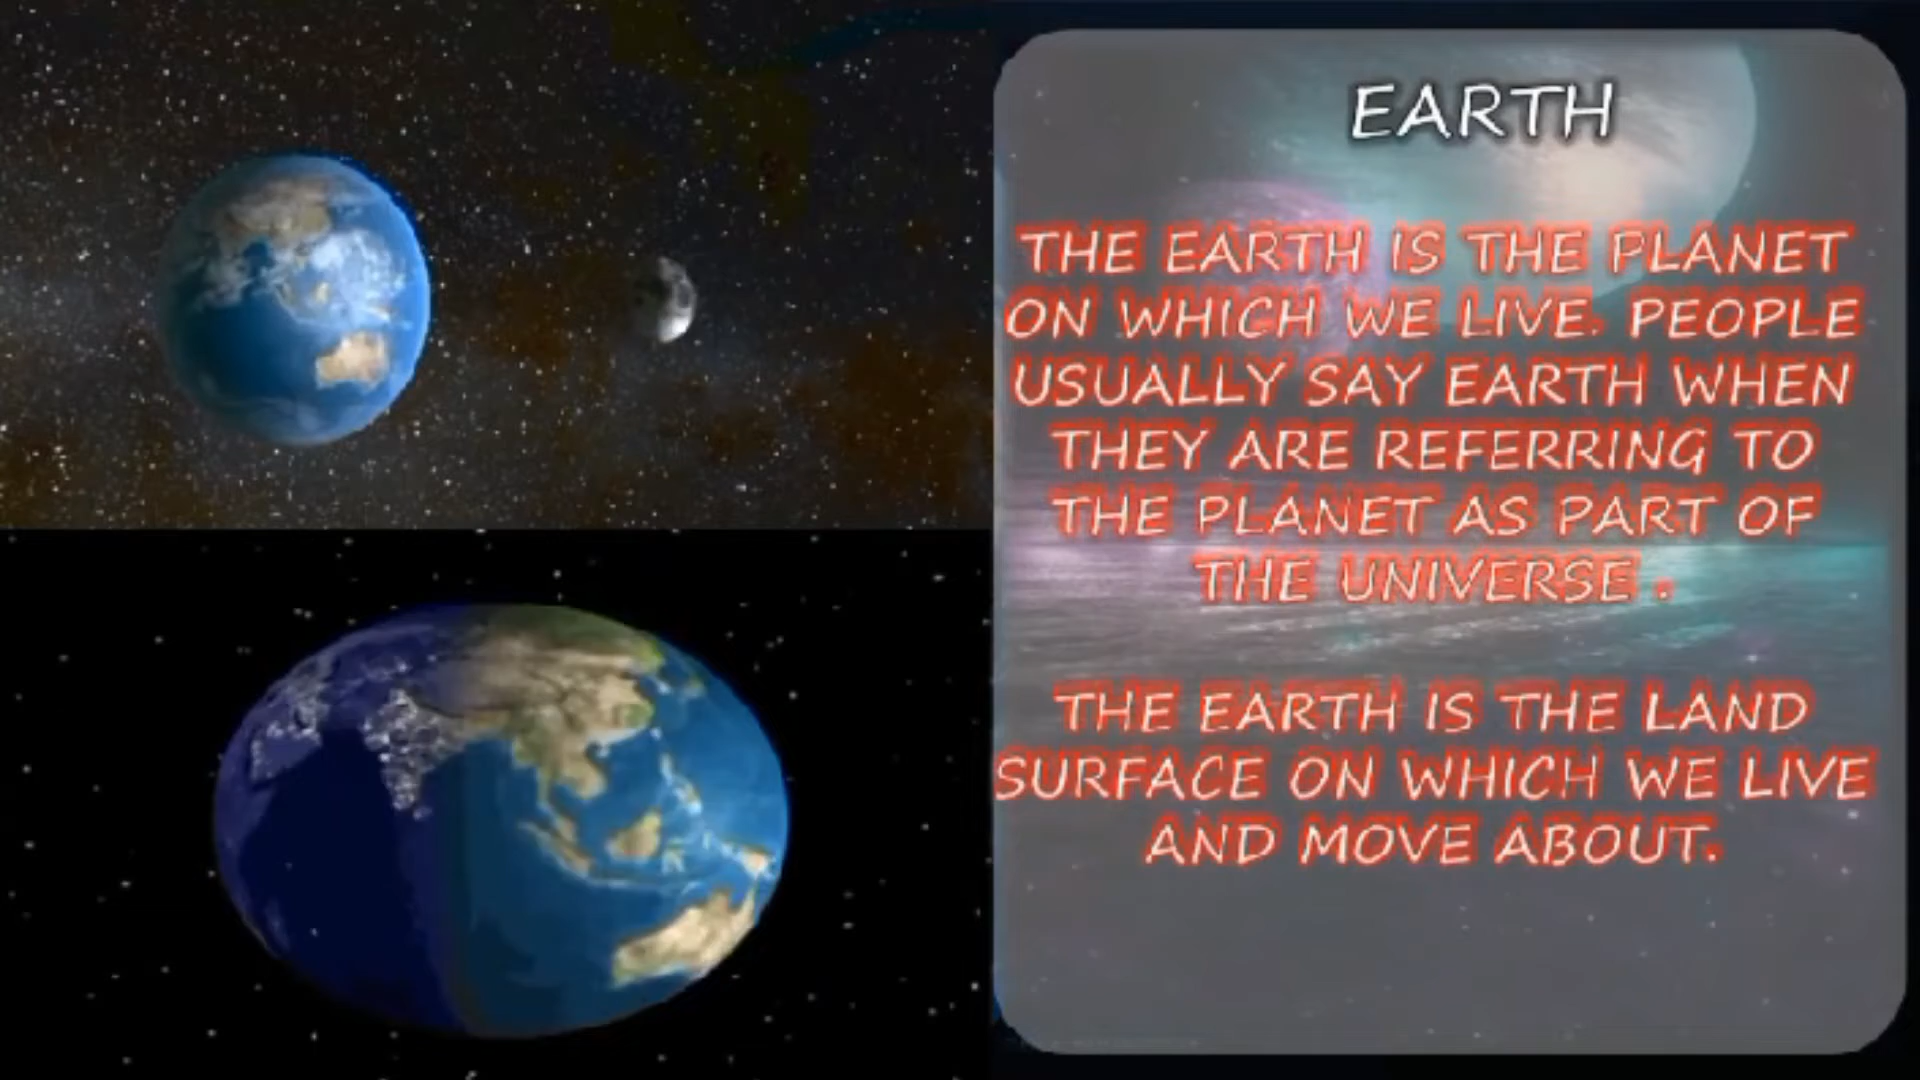 EARTH
THE EARTH IS THE PLANET
ON WHICH WE LIVE. PEOPLE
USUALLY SAY EARTH WHEN
THEY ARE REFERRING TO
THE PLANET AS PART OF
THE UNIVERSE .
THE EARTH IS THE LAND
SURFACE ON WHICH WE LIVE
AND MOVE ABOUT.